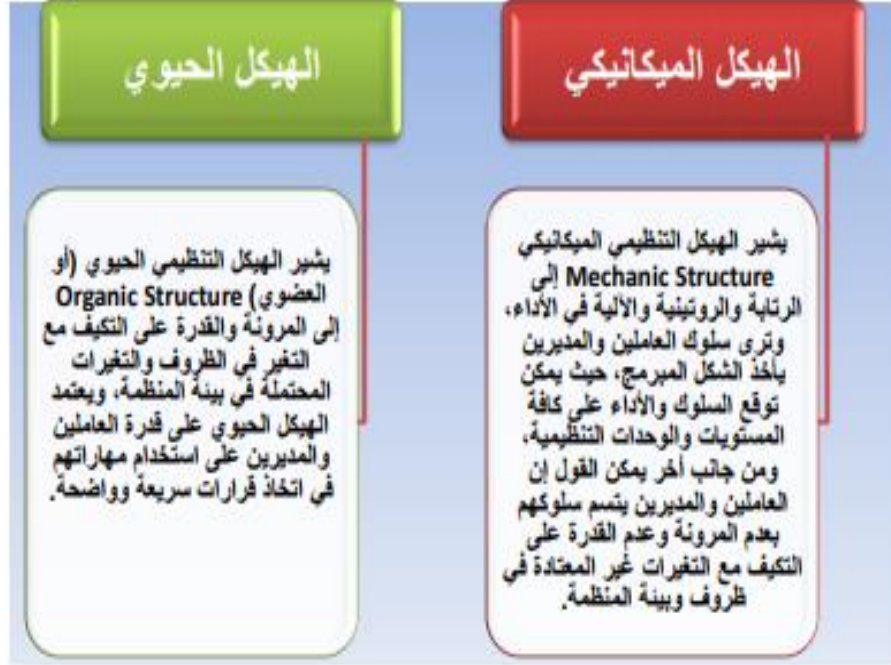 الهيكل الميكانيكي
يشير الهيكل التنظيمي الميكانيكي
Mechanic Structure إلى
الرتابة والروتينية والآلية في الأداء،
وترى سلوك العاملين والمديرين
يأخذ الشكل المبرمج، حيث يمكن
توقع السلوك والأداء على كافة
المستويات والوحدات التنظيمية،
ومن جانب أخر يمكن القول إن
العاملين والمديرين يتسم سلوكهم
بعدم المرونة وعدم القدرة على
التكيف مع التغيرات غير المعتادة في
ظروف وبيئة المنظمة.
الهيكل الحيوي
يشير الهيكل التنظيمي الحيوي (أو
العضوي) Organic Structure
إلى المرونة والقدرة على التكيف مع
التغير في الظروف والتغيرات
المحتملة في بيئة المنظمة، ويعتمد
الهيكل الحيوي على قدرة العاملين
والمديرين على استخدام مهاراتهم
في اتخاذ قرارات سريعة وواضحة.